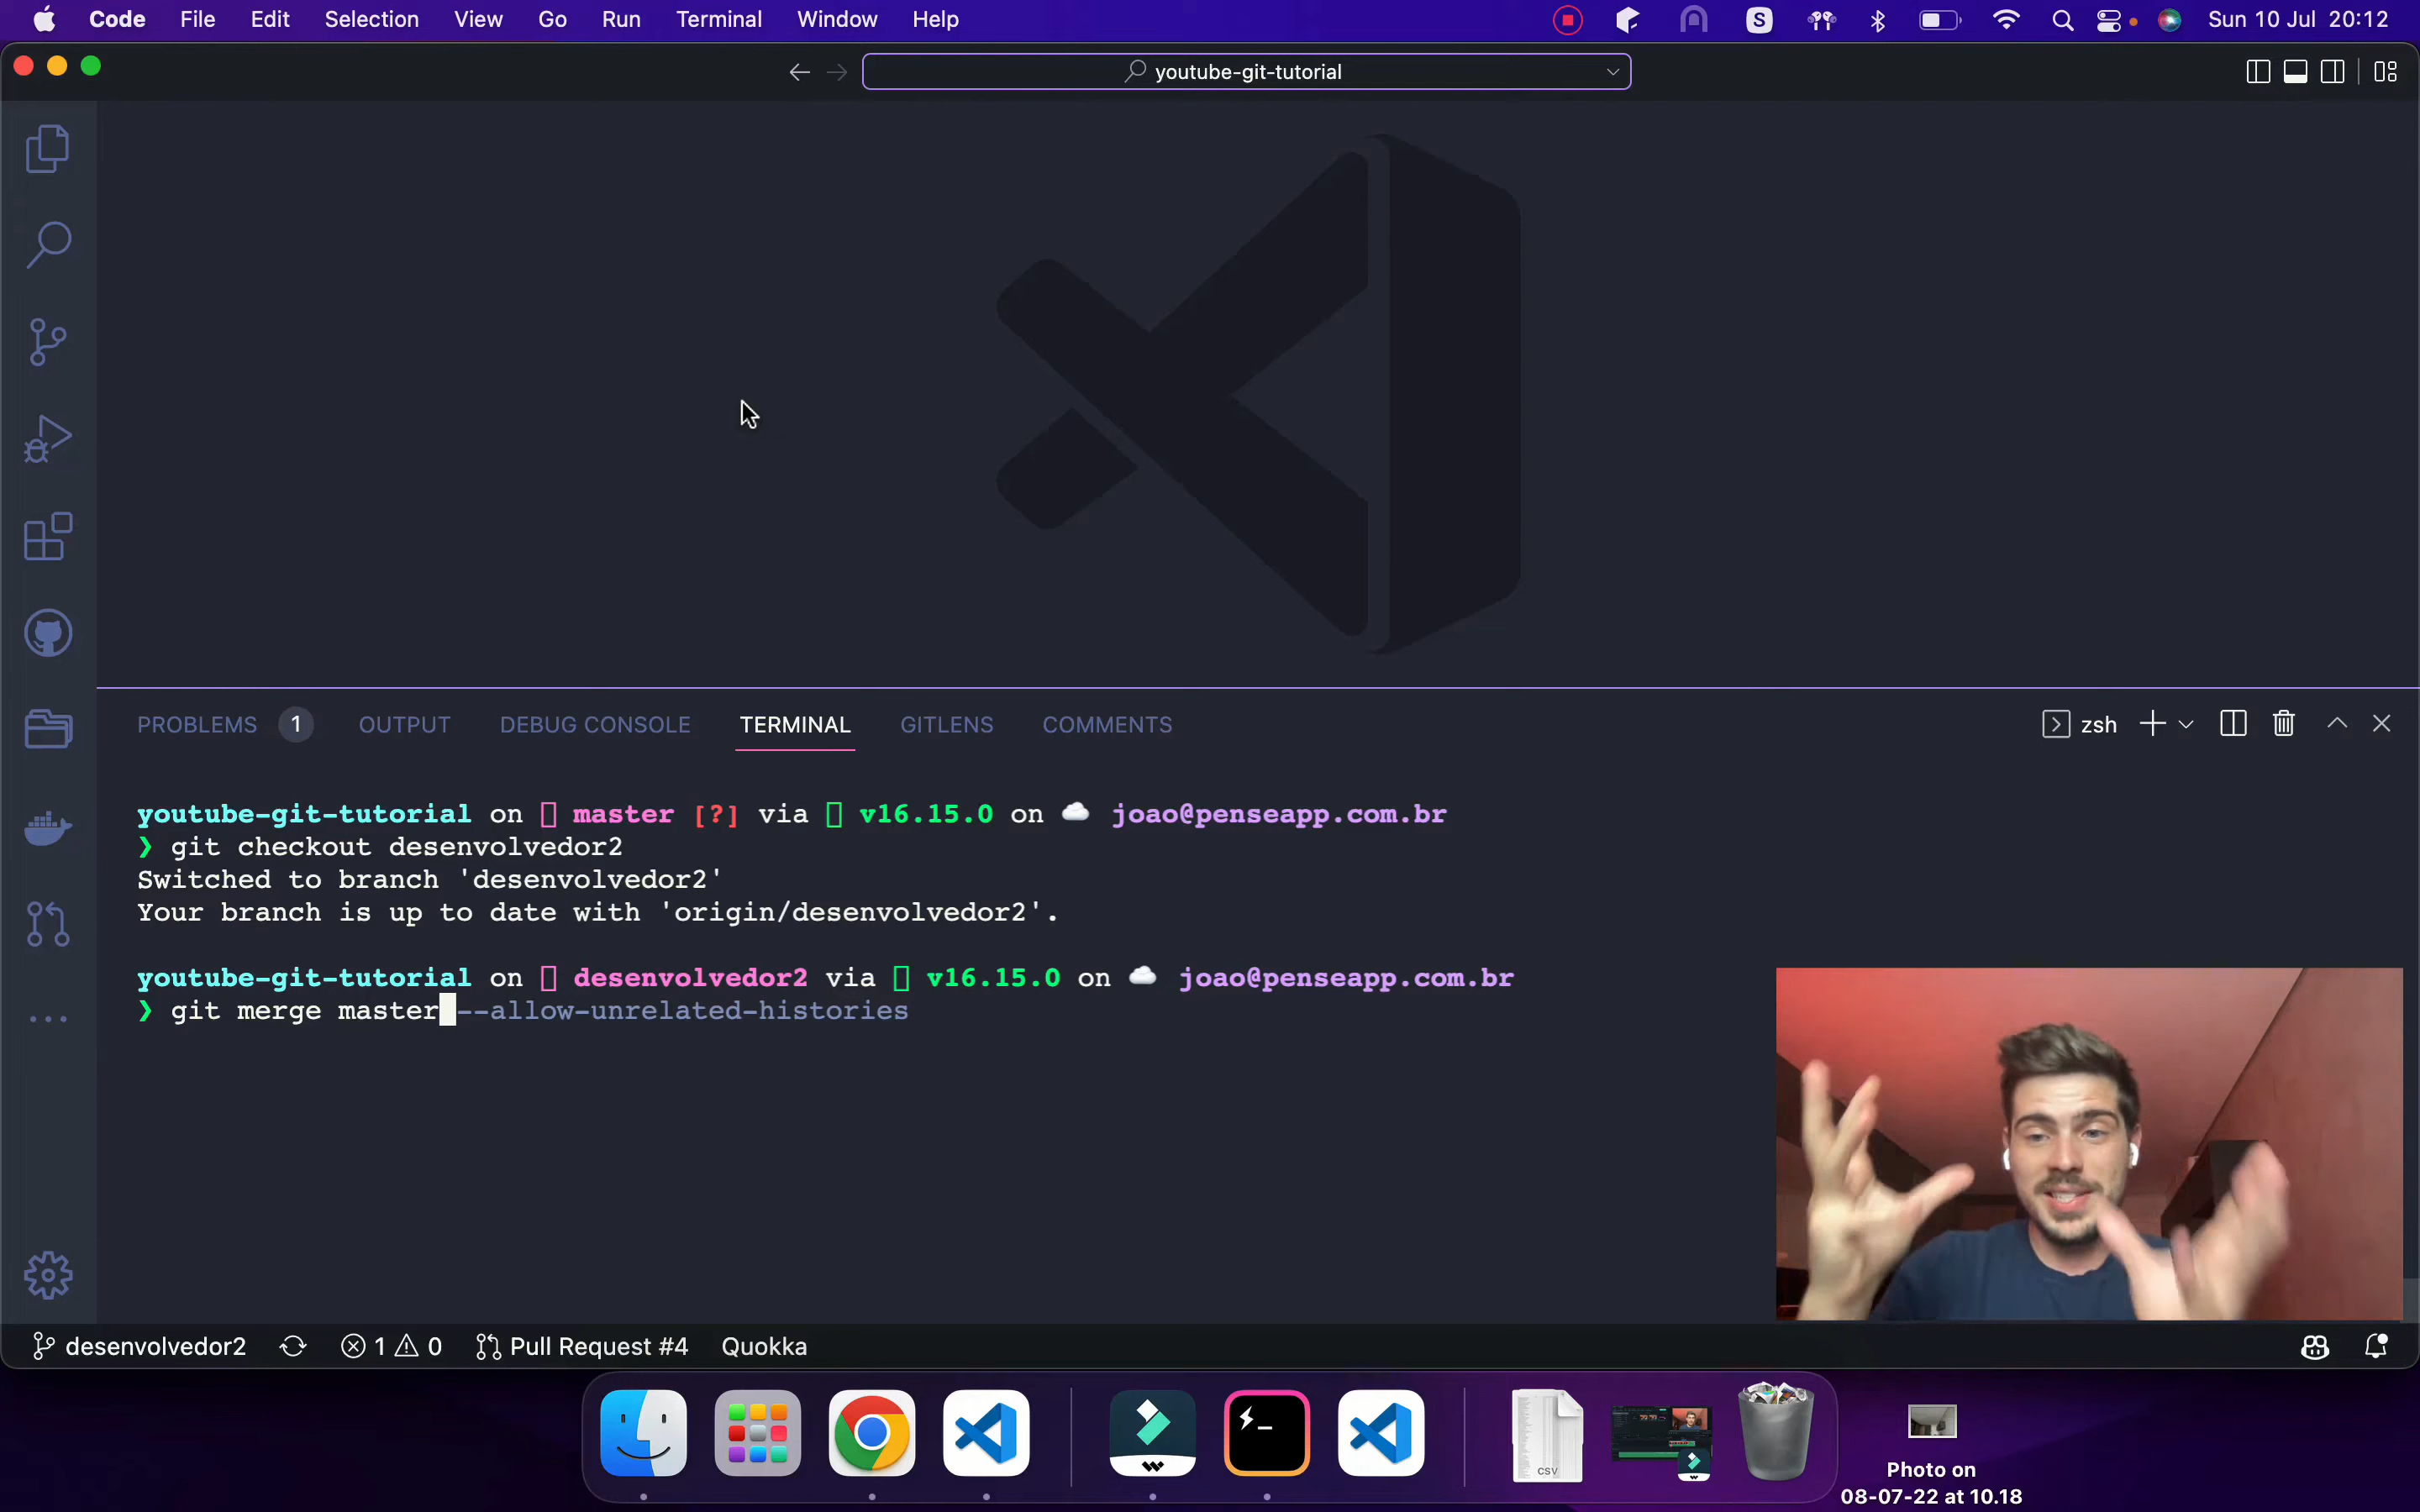 Code File Edit Selection View Go Run Terminal Window Help S Sun 10 Jul 20:12
youtube-git-tutorial
PROBLEMS 1 OUTPUT DEBUG CONSOLE TERMINAL GITLENS COMMENTS zsh
youtube-git-tutorial on master [?] via v16.15.0 on joao@penseapp.com.br
❯ git checkout desenvolvedor2
Switched to branch 'desenvolvedor2'
Your branch is up to date with 'origin/desenvolvedor2'.
youtube-git-tutorial on desenvolvedor2 via v16.15.0 on joao@penseapp.com.br
❯ git merge master --allow-unrelated-histories
desenvolvedor2 1 0 Pull Request #4 Quokka
CSV
Photo on
08-07-22 at 10.18